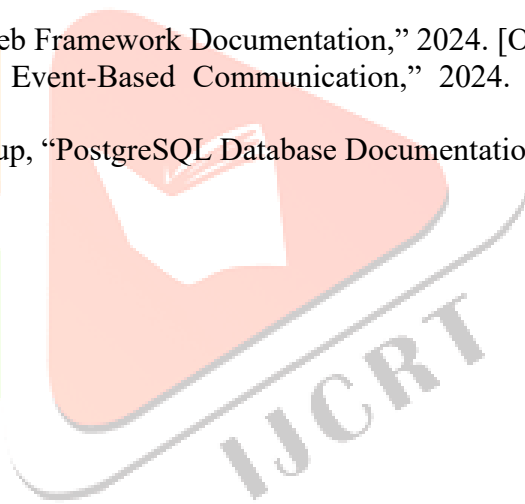 eb Framework Documentation,” 2024. [O
Event-Based Communication,” 2024.
up, “PostgreSQL Database Documentatio
IJCRT